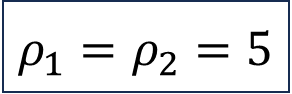 ρ₁ = ρ₂ = 5